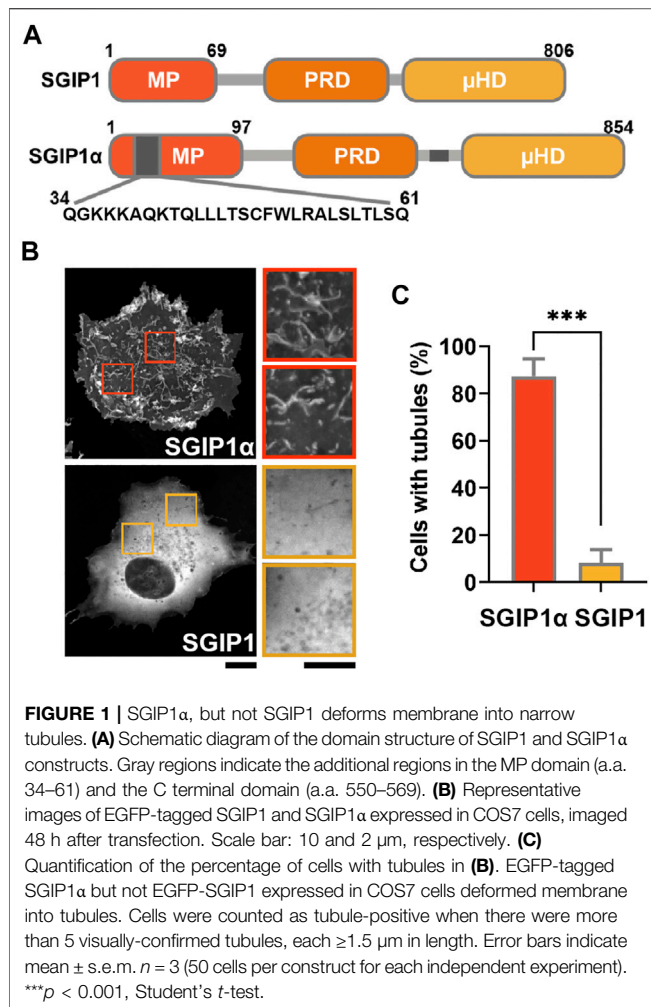 A
1 69 806
SGIP1 MP PRD µHD
1 97 854
SGIP1α MP PRD µHD
34 61
QGKKKAQKTQLLLTSCFWLRALSLTLSQ
B
SGIP1α
SGIP1
C
***
Cells with tubules (%)
100
80
60
40
20
0
SGIP1α SGIP1
FIGURE 1 | SGIP1α, but not SGIP1 deforms membrane into narrow
tubules. (A) Schematic diagram of the domain structure of SGIP1 and SGIP1α
constructs. Gray regions indicate the additional regions in the MP domain (a.a.
34–61) and the C terminal domain (a.a. 550–569). (B) Representative
images of EGFP-tagged SGIP1 and SGIP1α expressed in COS7 cells, imaged
48 h after transfection. Scale bar: 10 and 2 µm, respectively. (C)
Quantification of the percentage of cells with tubules in (B). EGFP-tagged
SGIP1α but not EGFP-SGIP1 expressed in COS7 cells deformed membrane
into tubules. Cells were counted as tubule-positive when there were more
than 5 visually-confirmed tubules, each ≥1.5 µm in length. Error bars indicate
mean ± s.e.m. n = 3 (50 cells per construct for each independent experiment).
***p < 0.001, Student's t-test.